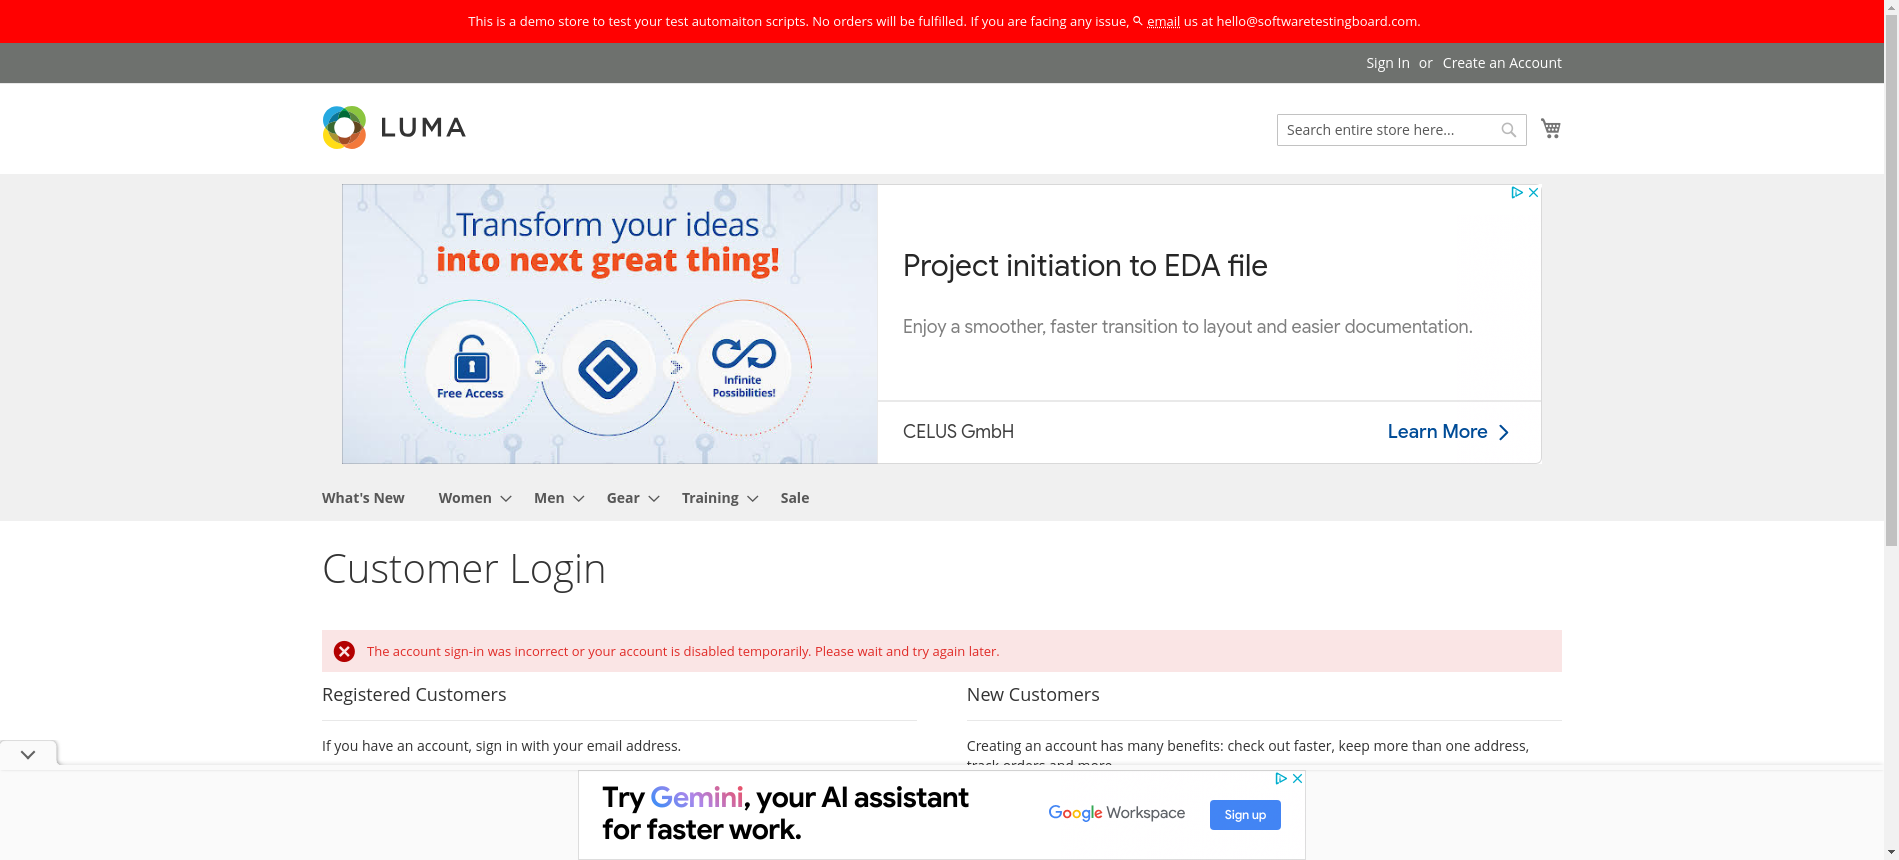 This is a demo store to test your test automaiton scripts. No orders will be fulfilled. If you are facing any issue, email us at hello@softwaretestingboard.com.
Sign In or Create an Account
LUMA
Search entire store here...
Transform your ideas
into next great thing!
Free Access
Infinite
Possibilities!
Project initiation to EDA file
Enjoy a smoother, faster transition to layout and easier documentation.
CELUS GmbH
Learn More
What's New Women Men Gear Training Sale
Customer Login
The account sign-in was incorrect or your account is disabled temporarily. Please wait and try again later.
Registered Customers
If you have an account, sign in with your email address.
New Customers
Creating an account has many benefits: check out faster, keep more than one address,
track orders and more.
Try Gemini, your AI assistant
for faster work.
Google Workspace
Sign up